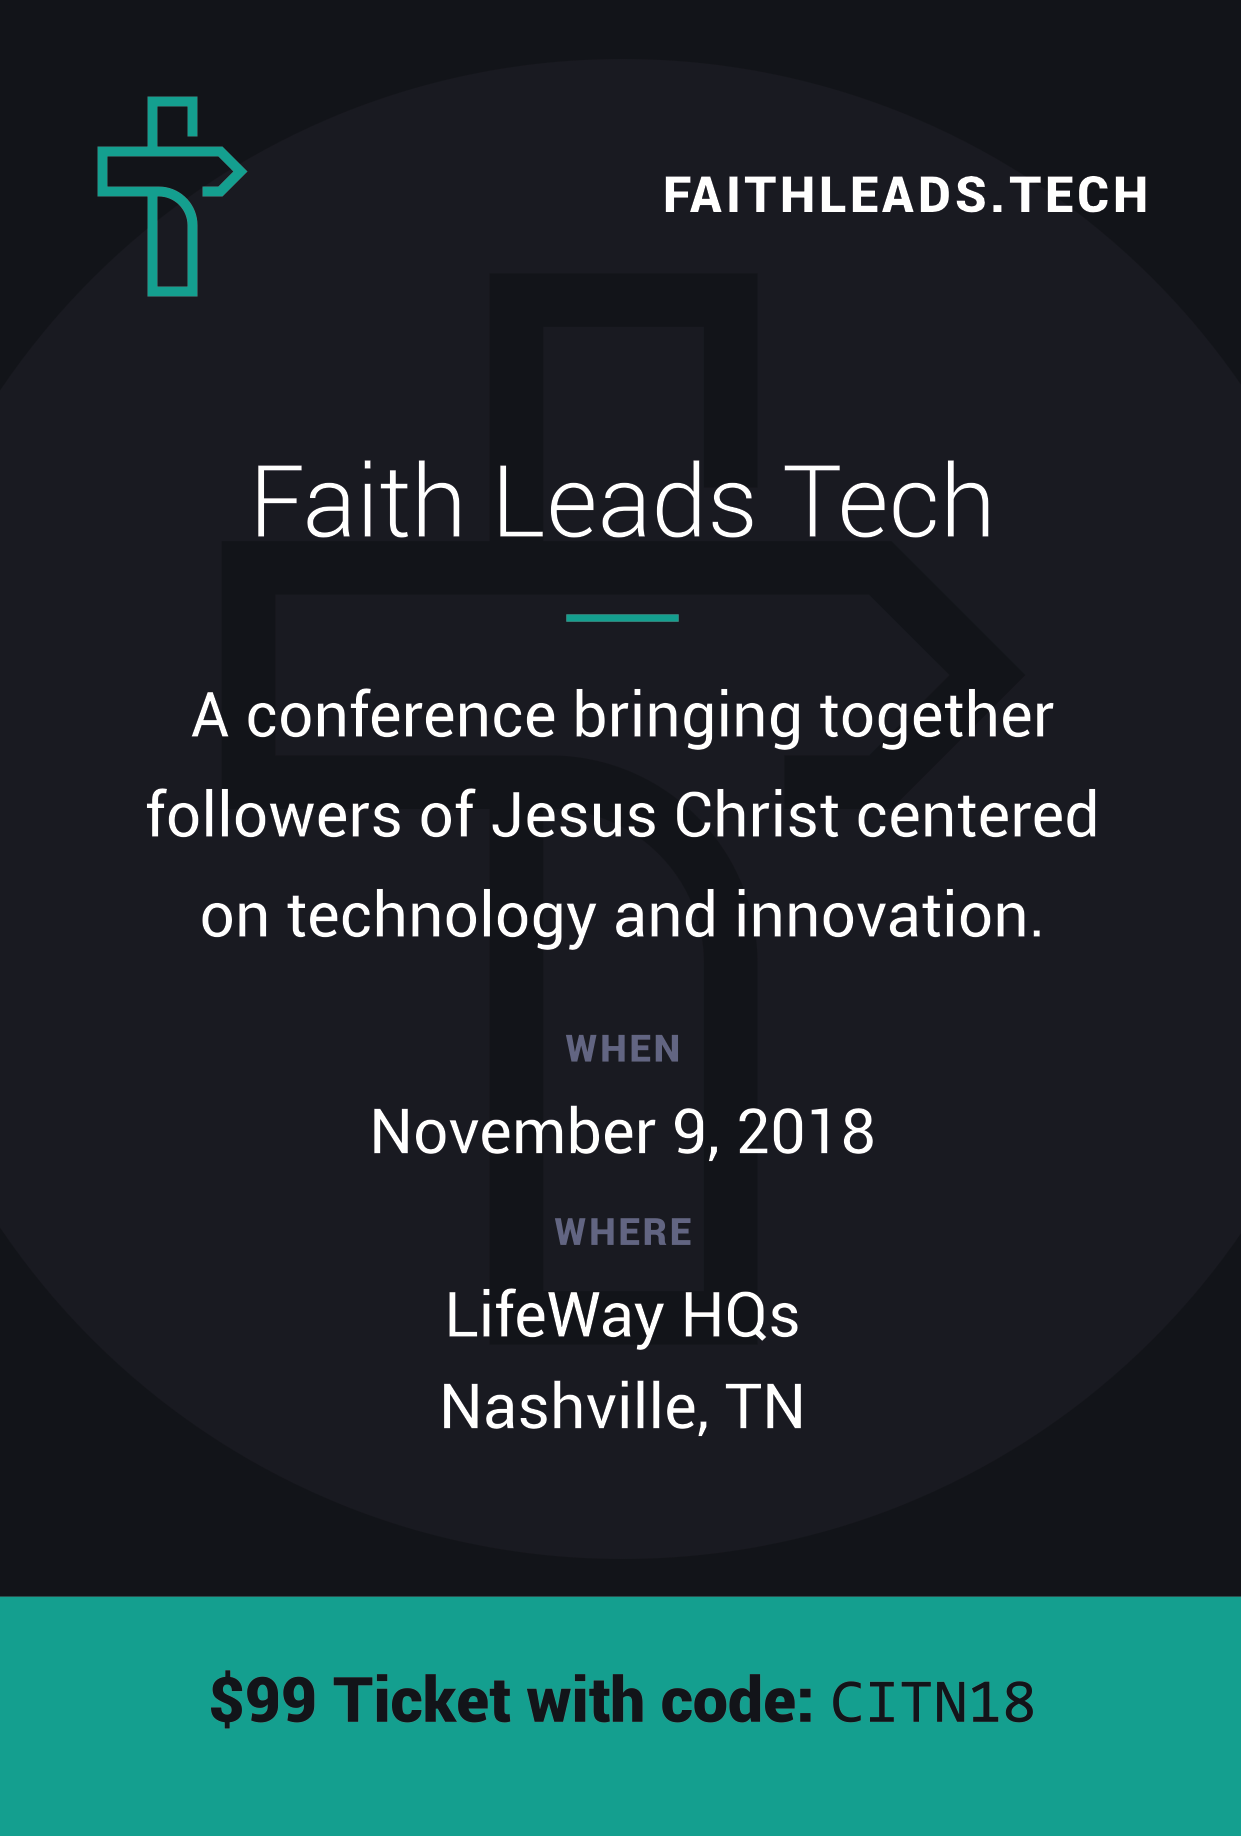 FAITHLEADS.TECH
Faith Leads Tech
A conference bringing together
followers of Jesus Christ centered
on technology and innovation.
WHEN
November 9, 2018
WHERE
LifeWay HQs
Nashville, TN
$99 Ticket with code: CITN18